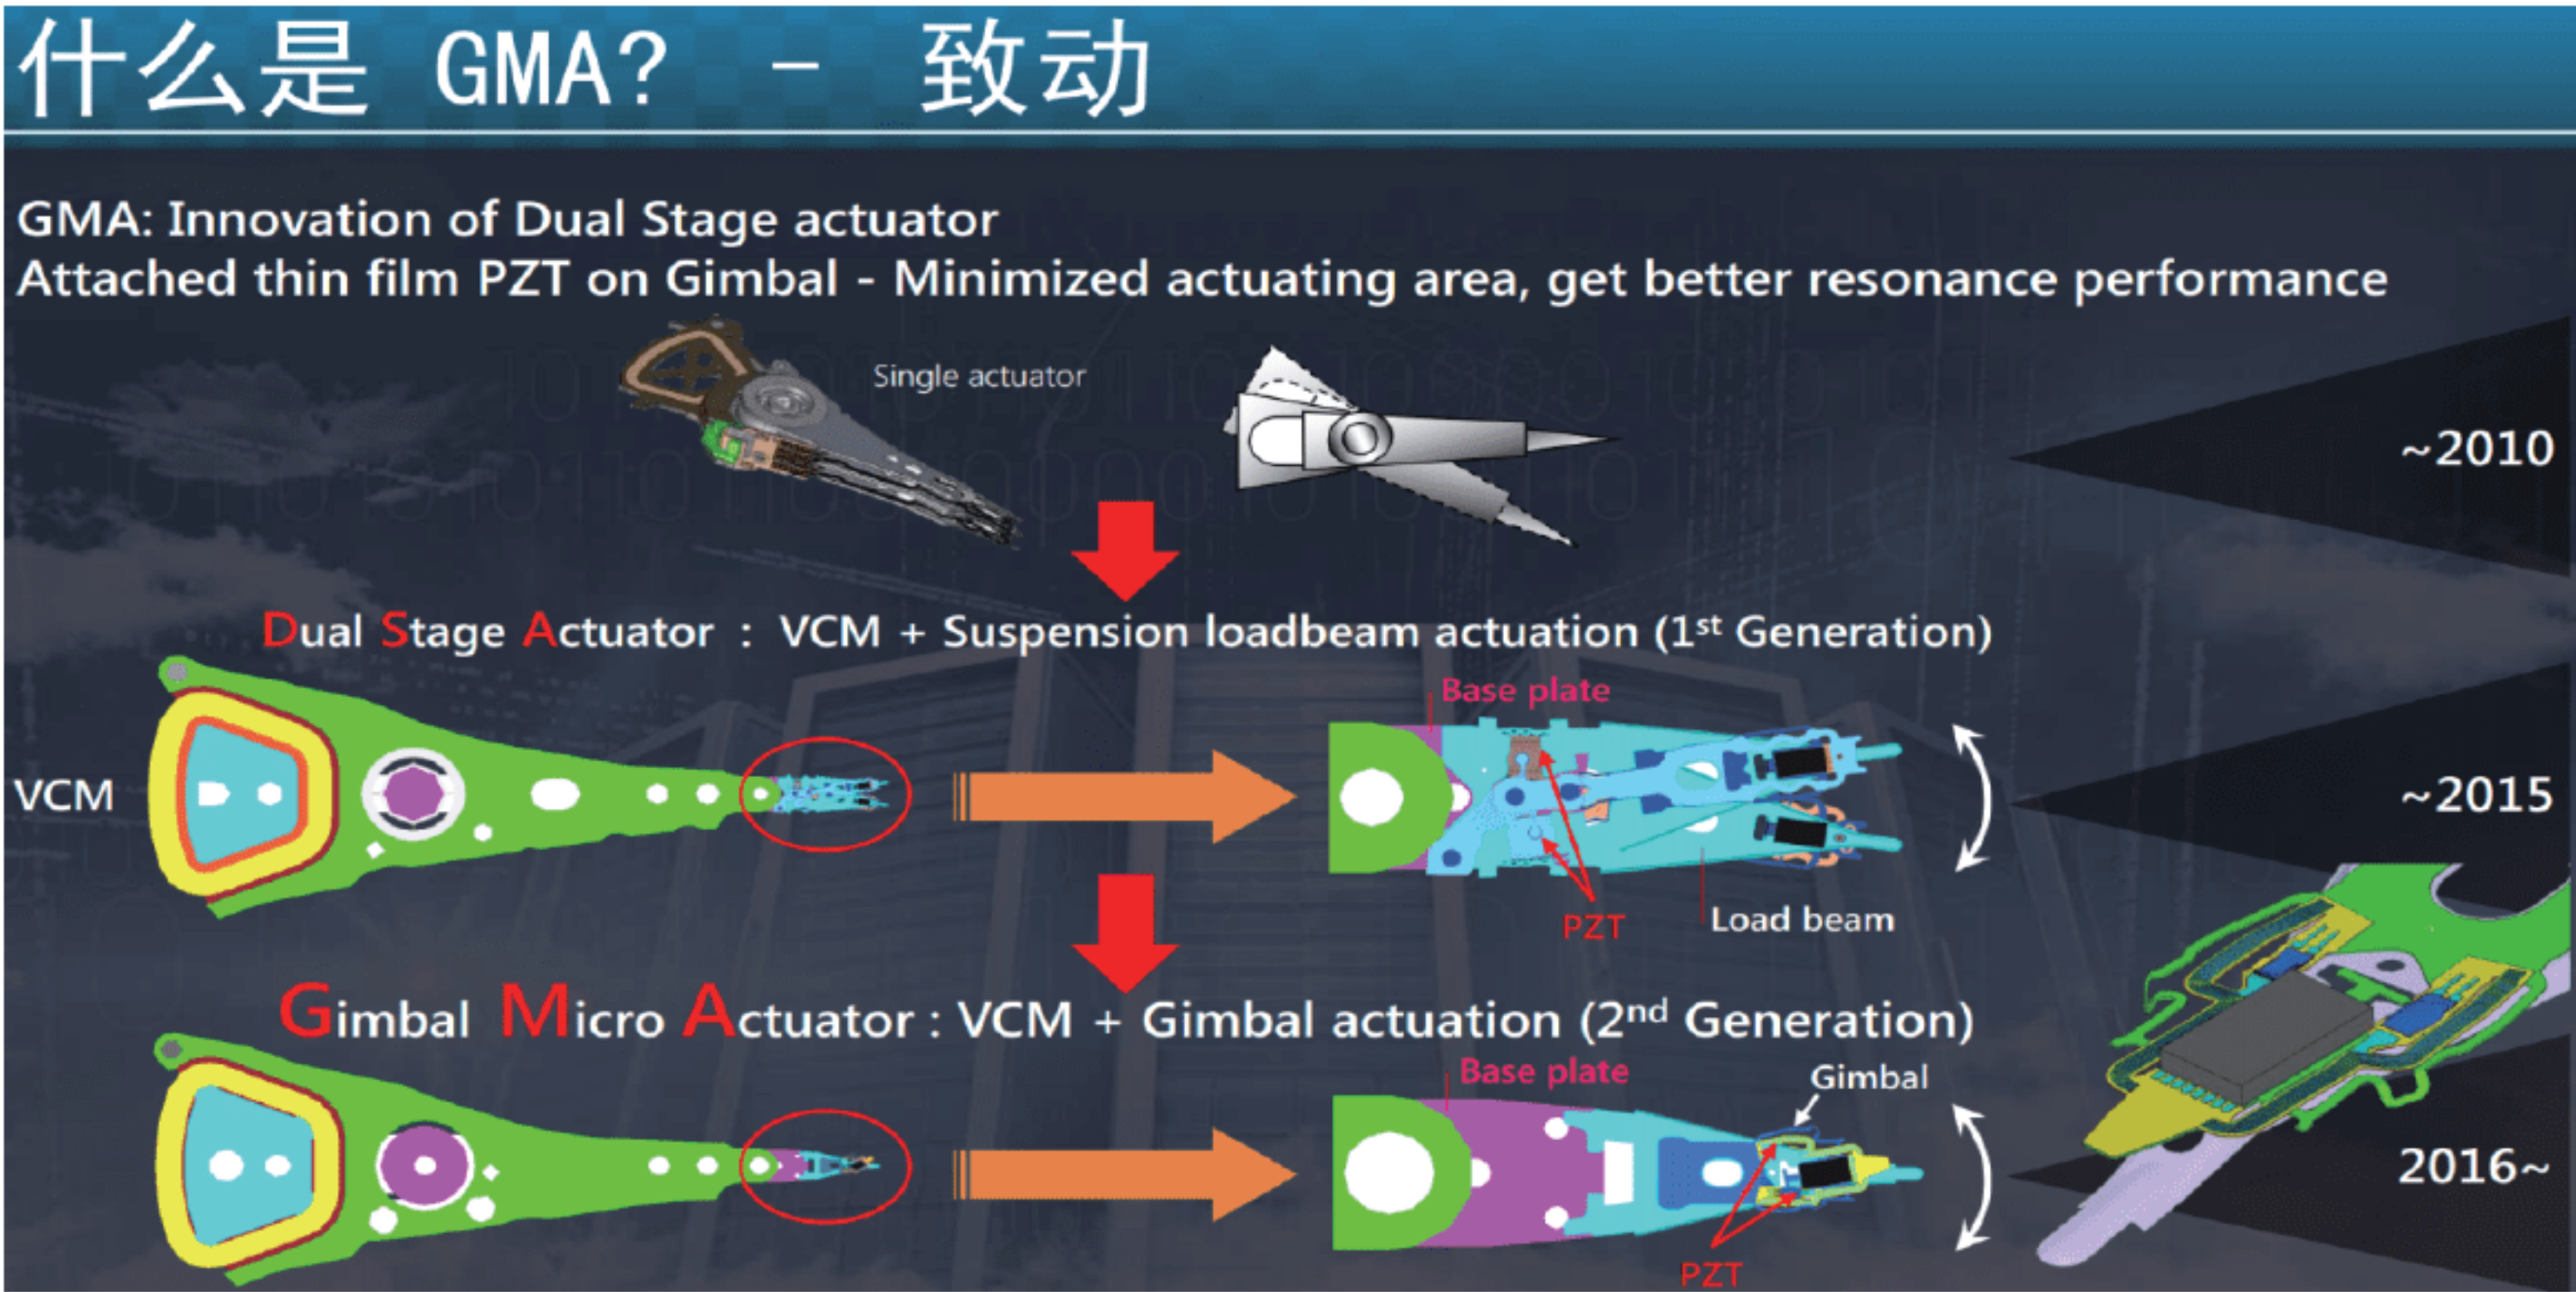 什么是 GMA? - 致动
GMA: Innovation of Dual Stage actuator
Attached thin film PZT on Gimbal - Minimized actuating area, get better resonance performance
Single actuator
~2010
Dual Stage Actuator : VCM + Suspension loadbeam actuation (1st Generation)
Base plate
VCM
~2015
PZT
Load beam
Gimbal Micro Actuator : VCM + Gimbal actuation (2nd Generation)
Base plate
Gimbal
2016~
PZT